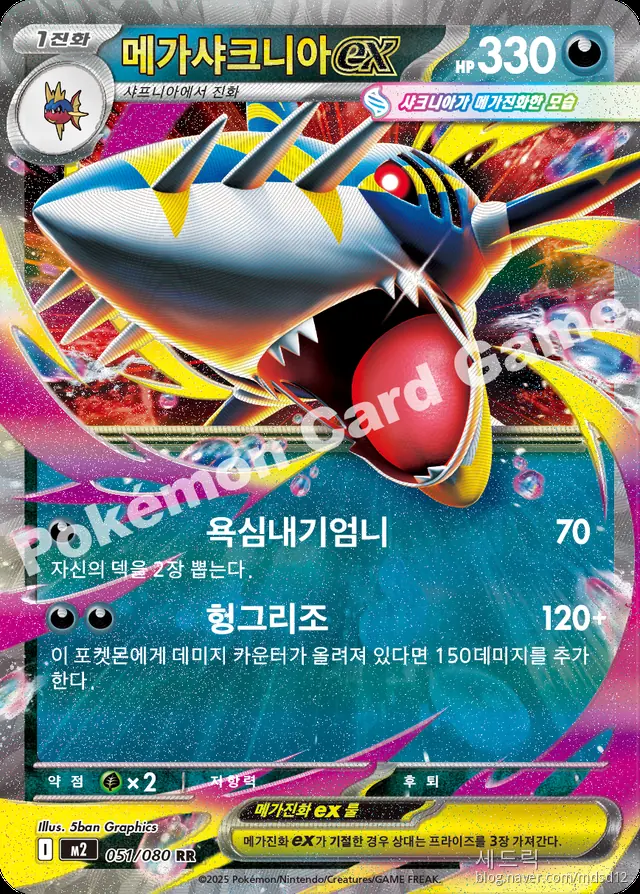 1진화
메가샤크니아ex
HP 330
샤프니아에서 진화
샤크니아가 메가진화한 모습
Pokémon Card Game
욕심내기엄니 70
자신의 덱을 2장 뽑는다.
헝그리조 120+
이 포켓몬에게 데미지 카운터가 올려져 있다면 150데미지를 추가
한다.
약점 ×2 저항력 후퇴
메가진화 ex 룰
메가진화 ex가 기절한 경우 상대는 프라이즈를 3장 가져간다.
Illus. 5ban Graphics
I M2 051/080 RR
©2025 Pokémon/Nintendo/Creatures/GAME FREAK.
세드릭
blog.naver.com/mdsd12